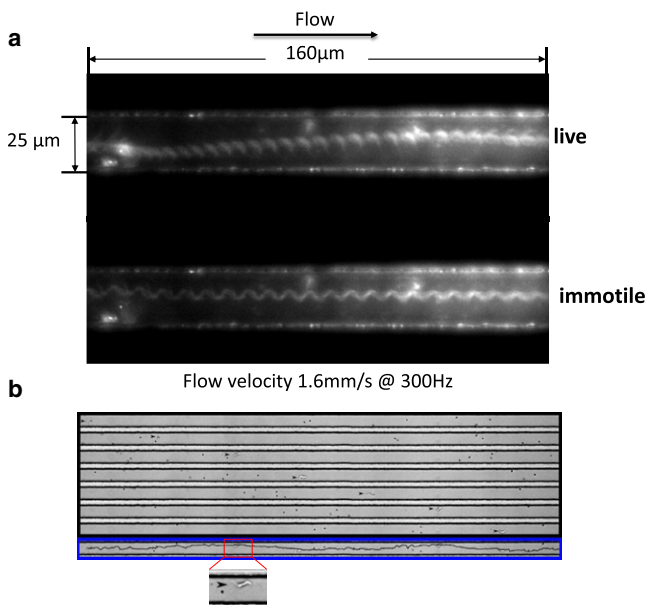 Flow
a
160μm
25 μm
live
immotile
Flow velocity 1.6mm/s @ 300Hz
b